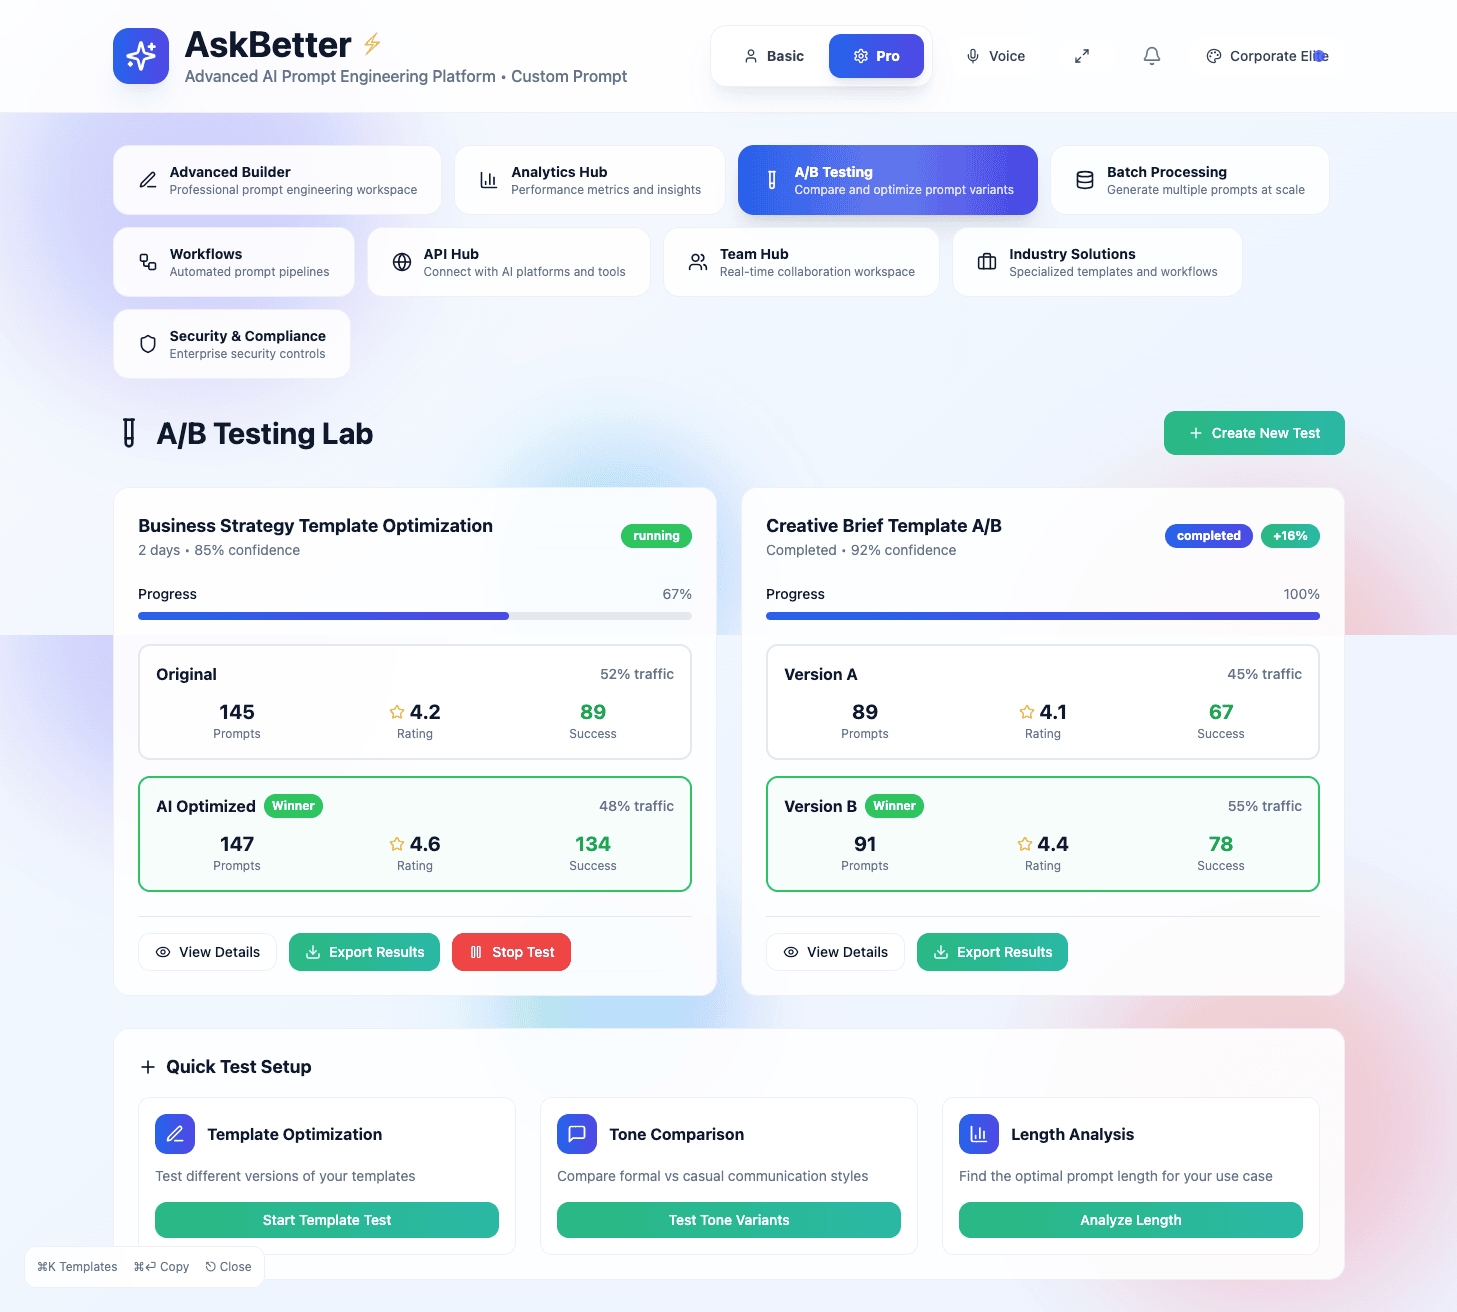 AskBetter
Advanced AI Prompt Engineering Platform • Custom Prompt
Basic
Pro
Voice
Corporate Elite
Advanced Builder
Professional prompt engineering workspace
Analytics Hub
Performance metrics and insights
A/B Testing
Compare and optimize prompt variants
Batch Processing
Generate multiple prompts at scale
Workflows
Automated prompt pipelines
API Hub
Connect with AI platforms and tools
Team Hub
Real-time collaboration workspace
Industry Solutions
Specialized templates and workflows
Security & Compliance
Enterprise security controls
A/B Testing Lab
Create New Test
Business Strategy Template Optimization
2 days • 85% confidence
running
Progress
67%
Original
52% traffic
145
4.2
89
Prompts
Rating
Success
AI Optimized
Winner
48% traffic
147
4.6
134
Prompts
Rating
Success
View Details
Export Results
Stop Test
Creative Brief Template A/B
Completed • 92% confidence
completed
+16%
Progress
100%
Version A
45% traffic
89
4.1
67
Prompts
Rating
Success
Version B
Winner
55% traffic
91
4.4
78
Prompts
Rating
Success
View Details
Export Results
Quick Test Setup
Template Optimization
Test different versions of your templates
Start Template Test
Tone Comparison
Compare formal vs casual communication styles
Test Tone Variants
Length Analysis
Find the optimal prompt length for your use case
Analyze Length
⌘K Templates
⌘⏎ Copy
⎋ Close